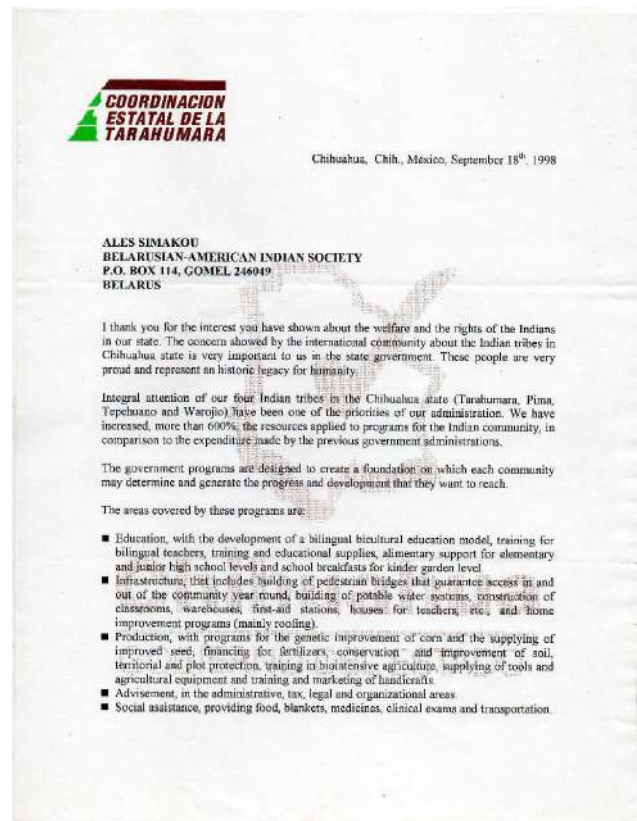 COORDINACION
ESTATAL DE LA
TARAHUMARA
Chihuahua, Chih., México, September 18th. 1998
ALES SIMAKOU
BELARUSIAN-AMERICAN INDIAN SOCIETY
P.O. BOX 114, GOMEL 246049
BELARUS
I thank you for the interest you have shown about the welfare and the rights of the Indians
in our state. The concern showed by the international community about the Indian tribes in
Chihuahua state is very important to us in the state government. These people are very
proud and represent an historic legacy for humanity.
Integral attention of our four Indian tribes in the Chihuahua state (Tarahumara, Pima,
Tepehuano and Warojio) have been one of the priorities of our administration. We have
increased, more than 600%, the resources applied to programs for the Indian community, in
comparison to the expenditure made by the previous government administrations.
The government programs are designed to create a foundation on which each community
may determine and generate the progress and development that they want to reach.
The areas covered by these programs are:
■ Education, with the development of a bilingual bicultural education model, training for
bilingual teachers, training and educational supplies, alimentary support for elementary
and junior high school levels and school breakfasts for kinder garden level.
■ Infrastructure, that includes building of pedestrian bridges that guarantee access in and
out of the community year round, building of potable water systems, construction of
classrooms, warehouses, first-aid stations, houses for teachers, etc., and home
improvement programs (mainly roofing).
■ Production, with programs for the genetic improvement of corn and the supplying of
improved seed, financing for fertilizers, conservation and improvement of soil,
territorial and plot protection, training in biointensive agriculture, supplying of tools and
agricultural equipment and training and marketing of handicrafts.
■ Advisement, in the administrative, tax, legal and organizational areas.
■ Social assistance, providing food, blankets, medicines, clinical exams and transportation.